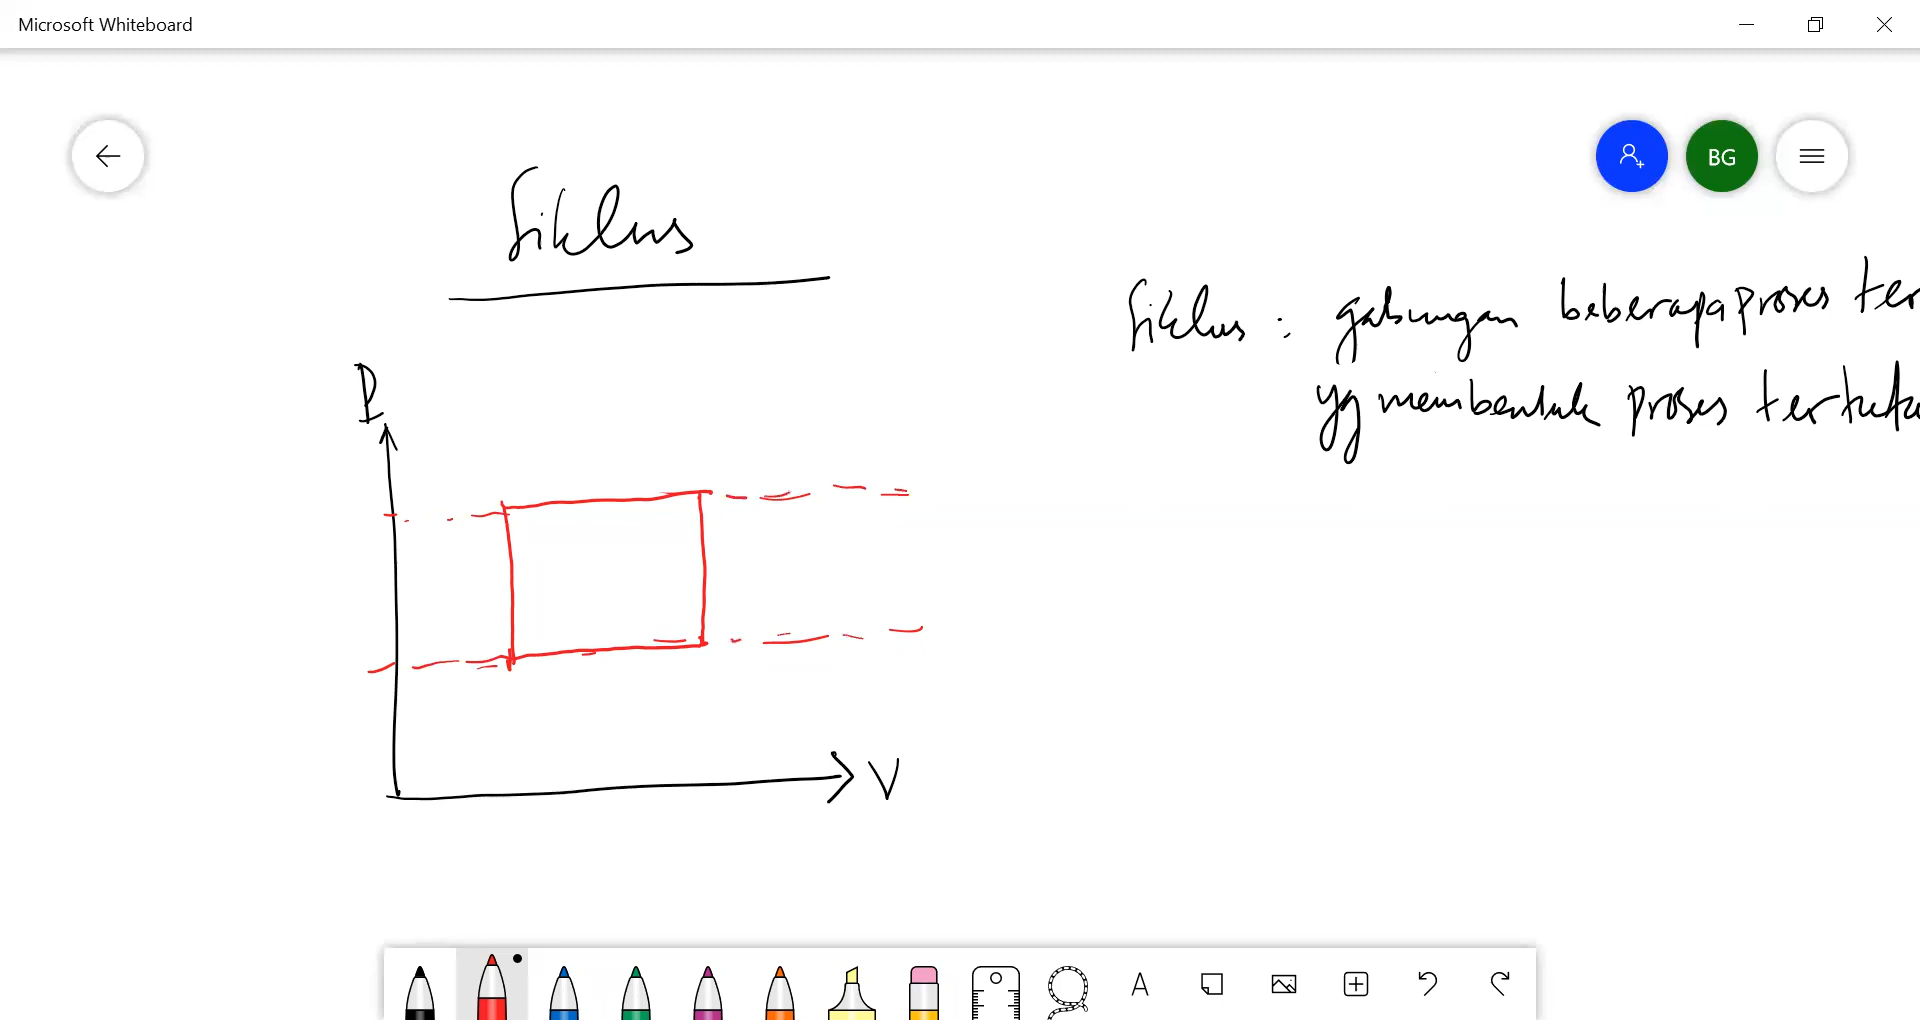 Microsoft Whiteboard
BG
Siklus
Siklus : gabungan beberapa proses ter
yg membentuk proses tertutu
P
V